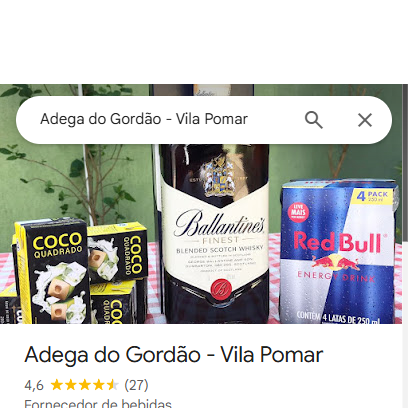 Adega do Gordão - Vila Pomar
COCO
QUADRADO
COCO
QUADRADO
Ballantine's
FINEST
BLENDED SCOTCH WHISKY
LEVE
MAIS
4 PACK
250 ml
Red Bull
ENERGY DRINK
CONTÉM 4 LATAS DE 250 ml
Adega do Gordão - Vila Pomar
4,6 (27)
Fornecedor de bebidas